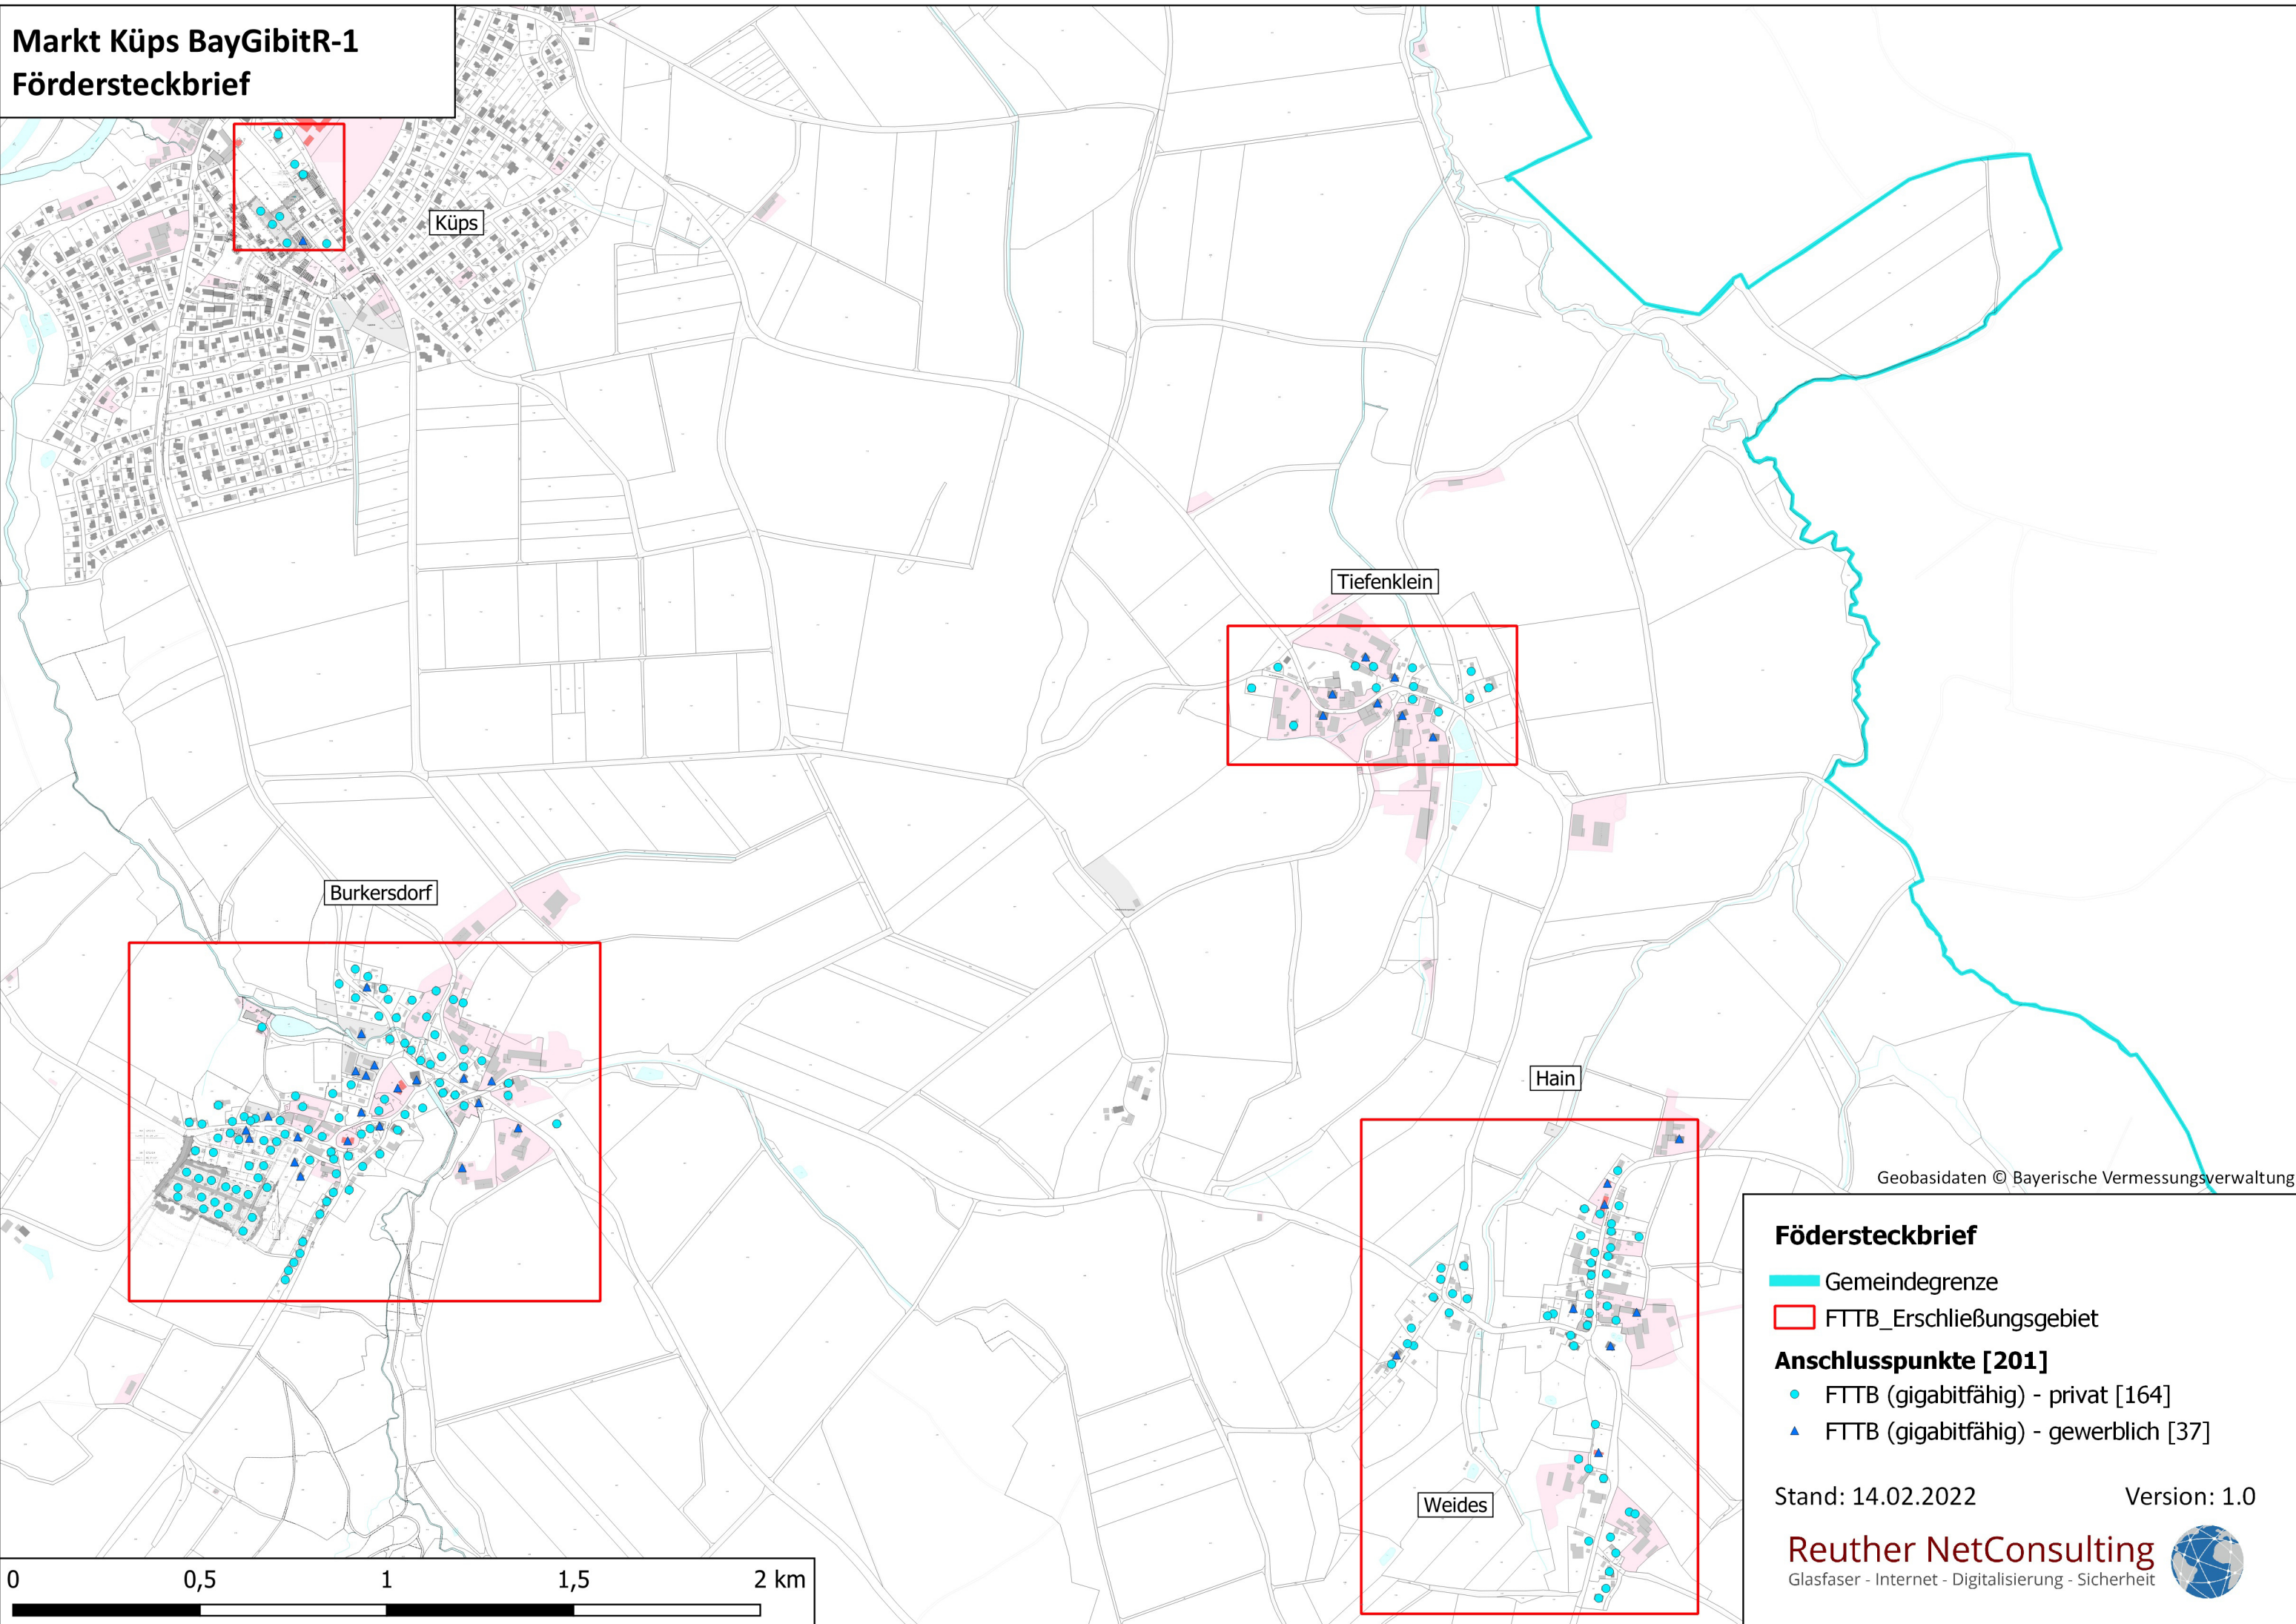 Markt Küps BayGibitR-1
Fördersteckbrief
Küps
Tiefenklein
Burkersdorf
Hain
Weides
Geobasidaten © Bayerische Vermessungsverwaltung
Födersteckbrief
Gemeindegrenze
FTTB_Erschließungsgebiet
Anschlusspunkte [201]
FTTB (gigabitfähig) - privat [164]
FTTB (gigabitfähig) - gewerblich [37]
Stand: 14.02.2022 Version: 1.0
Reuther NetConsulting
Glasfaser - Internet - Digitalisierung - Sicherheit
0 0,5 1 1,5 2 km